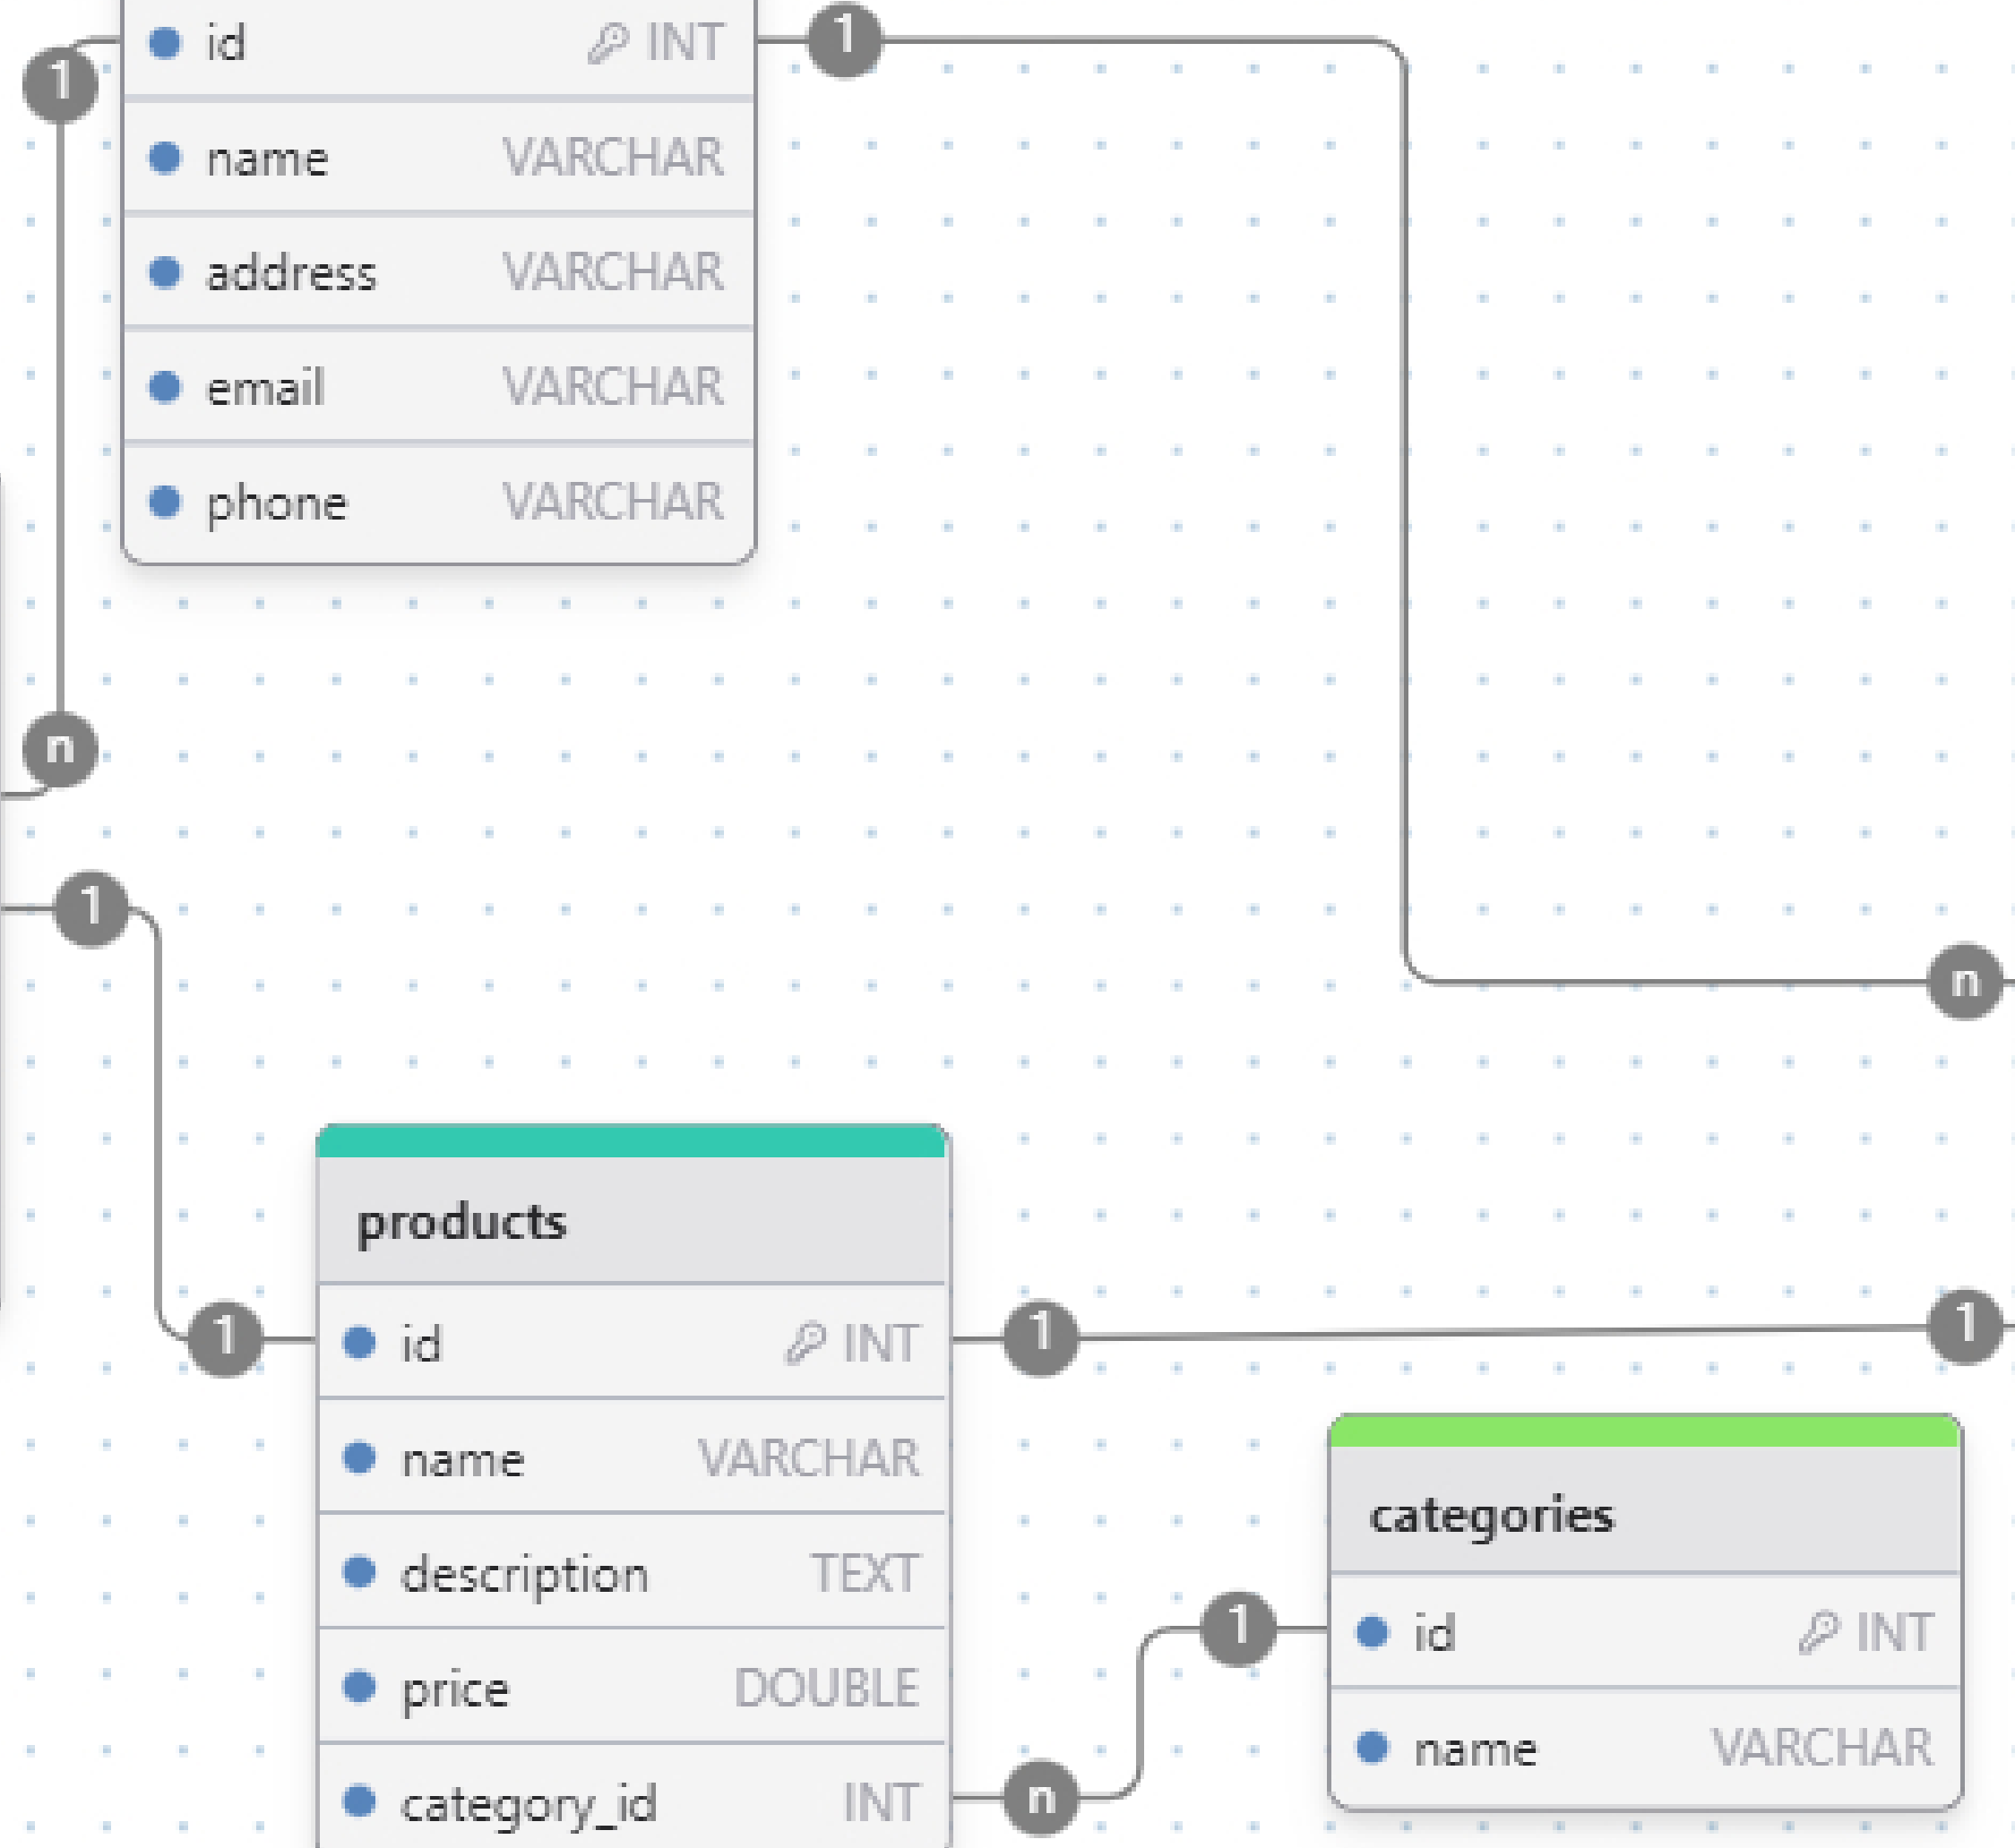 id INT
name VARCHAR
address VARCHAR
email VARCHAR
phone VARCHAR
1
1
n
1
n
products
id INT
name VARCHAR
description TEXT
price DOUBLE
category_id INT
1
1
1
n
1
categories
id INT
name VARCHAR